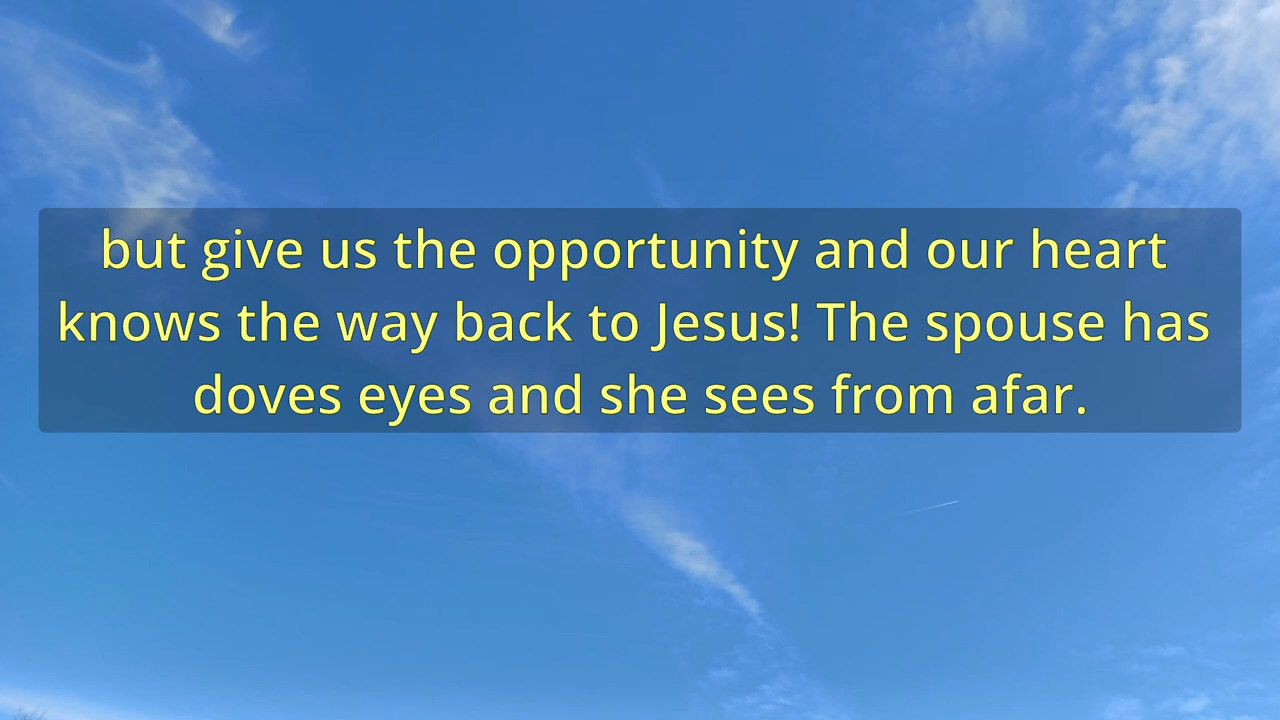 but give us the opportunity and our heart
knows the way back to Jesus! The spouse has
doves eyes and she sees from afar.